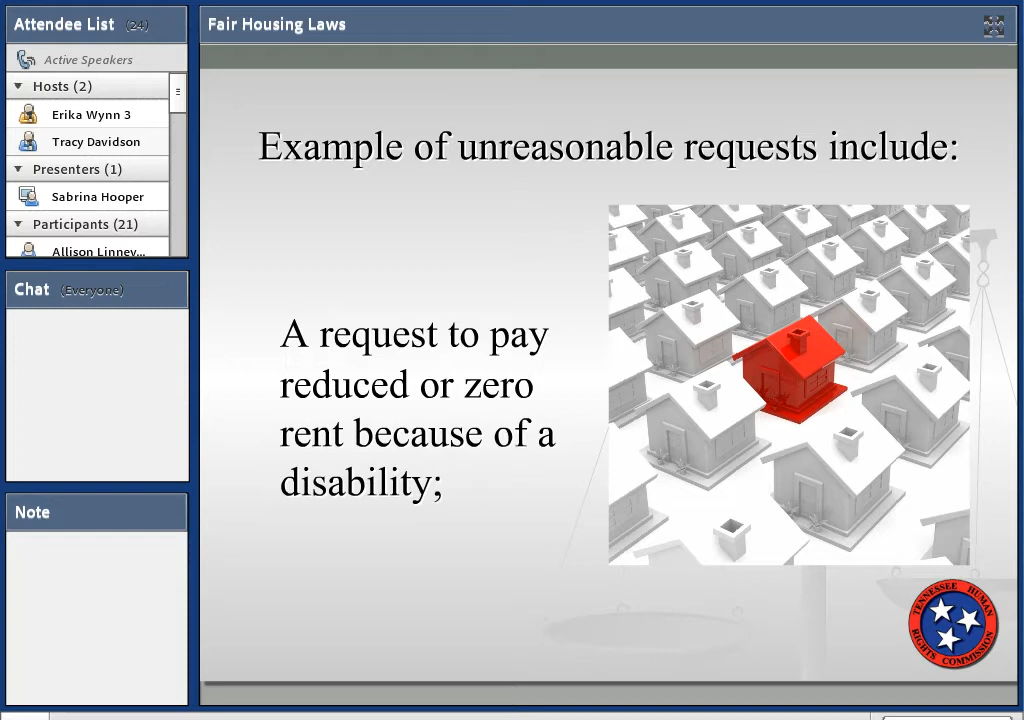 Attendee List (24)
Active Speakers
Hosts (2)
Erika Wynn 3
Tracy Davidson
Presenters (1)
Sabrina Hooper
Participants (21)
Allison Linney...
Chat (Everyone)
Note
Fair Housing Laws
Example of unreasonable requests include:
A request to pay
reduced or zero
rent because of a
disability;
TENNESSEE HUMAN
RIGHTS COMMISSION